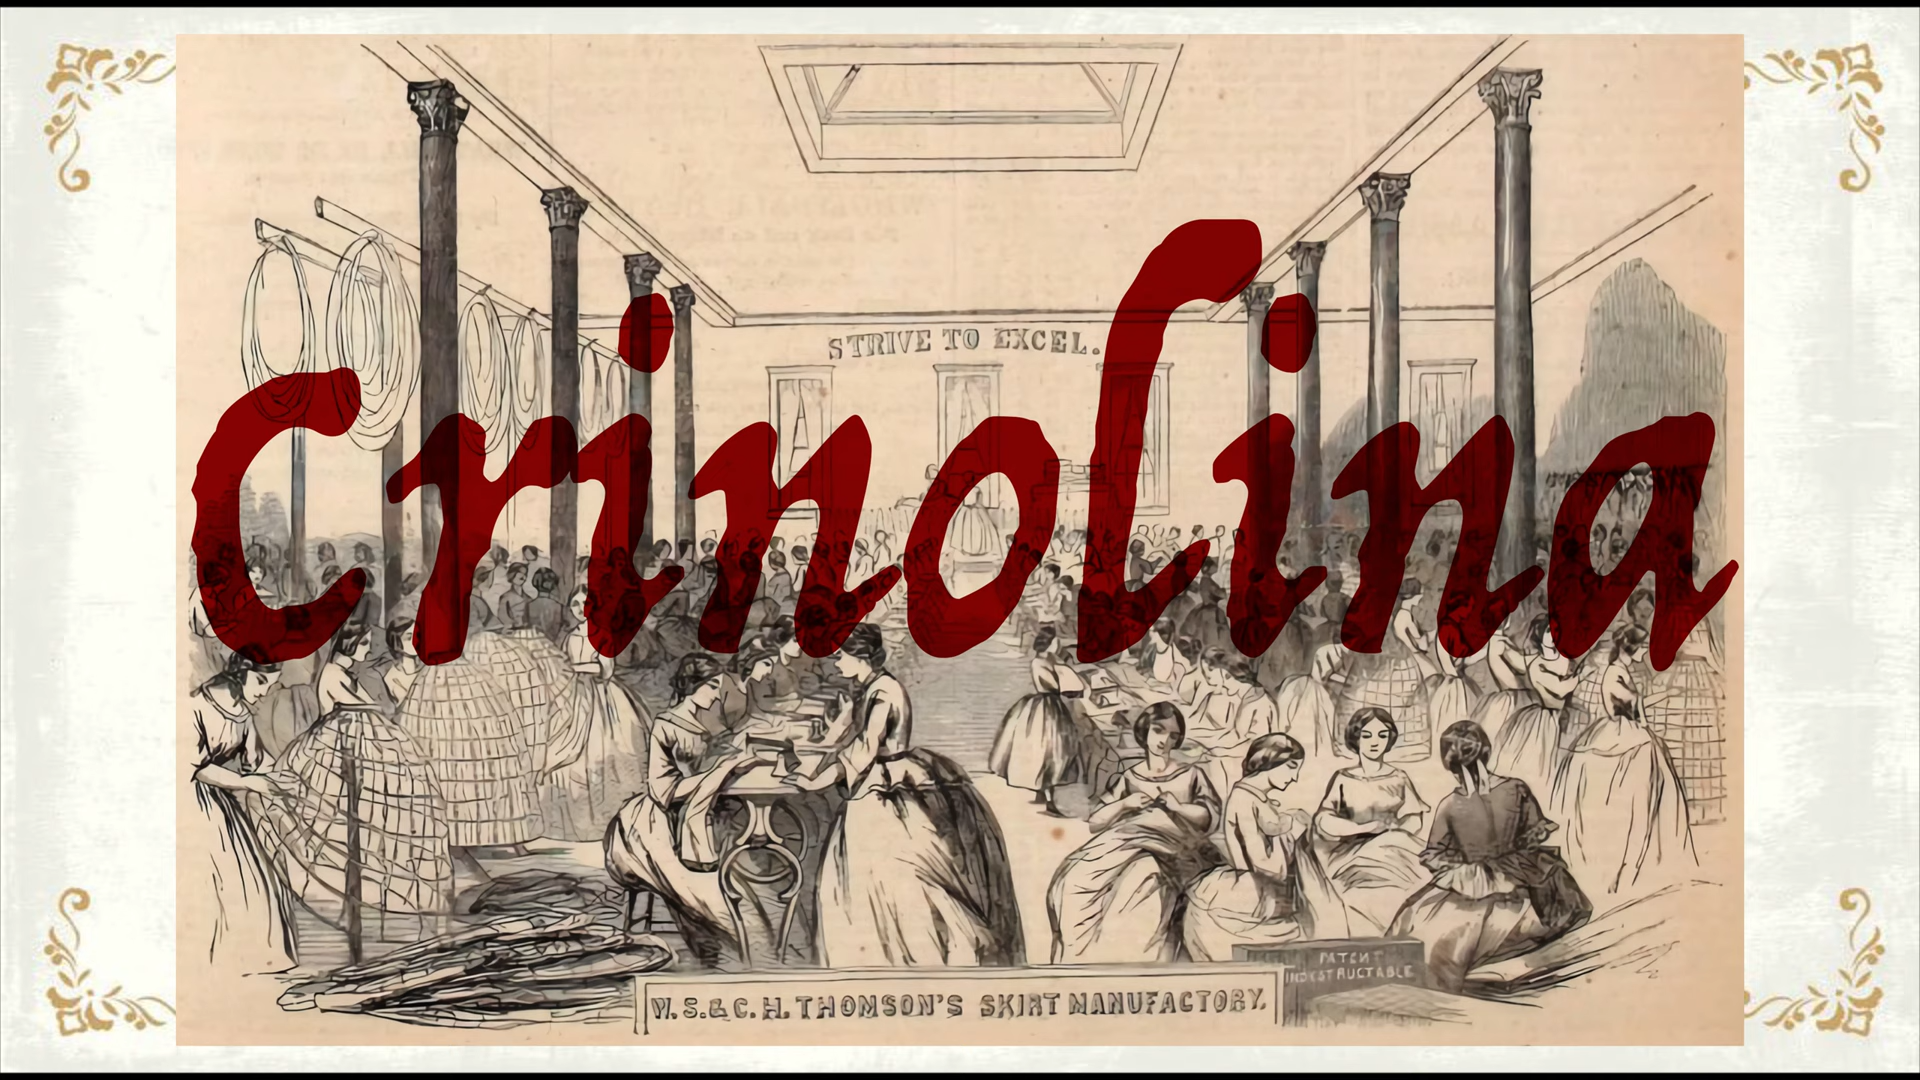 STRIVE TO EXCEL.
Crinolina
PATENT
INDESTRUCTABLE
W. S. & C. H. THOMSON'S SKIRT MANUFACTORY.